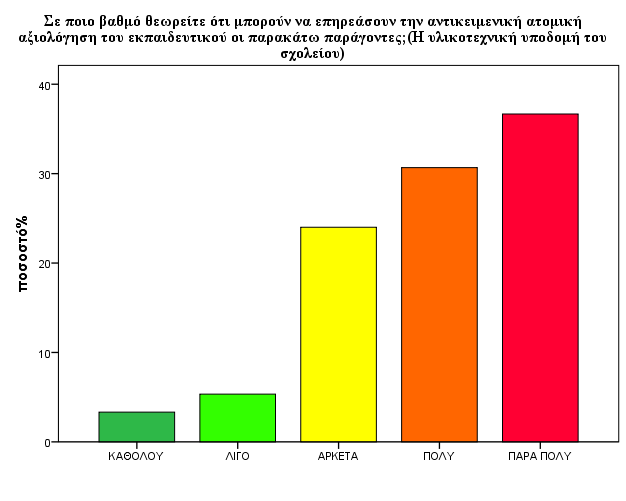 Σε ποιο βαθμό θεωρείτε ότι μπορούν να επηρεάσουν την αντικειμενική ατομική
αξιολόγηση του εκπαιδευτικού οι παρακάτω παράγοντες;(Η υλικοτεχνική υποδομή του
σχολείου)
ποσοστό%
40
30
20
10
0
ΚΑΘΟΛΟΥ ΛΙΓΟ ΑΡΚΕΤΑ ΠΟΛΥ ΠΑΡΑ ΠΟΛΥ